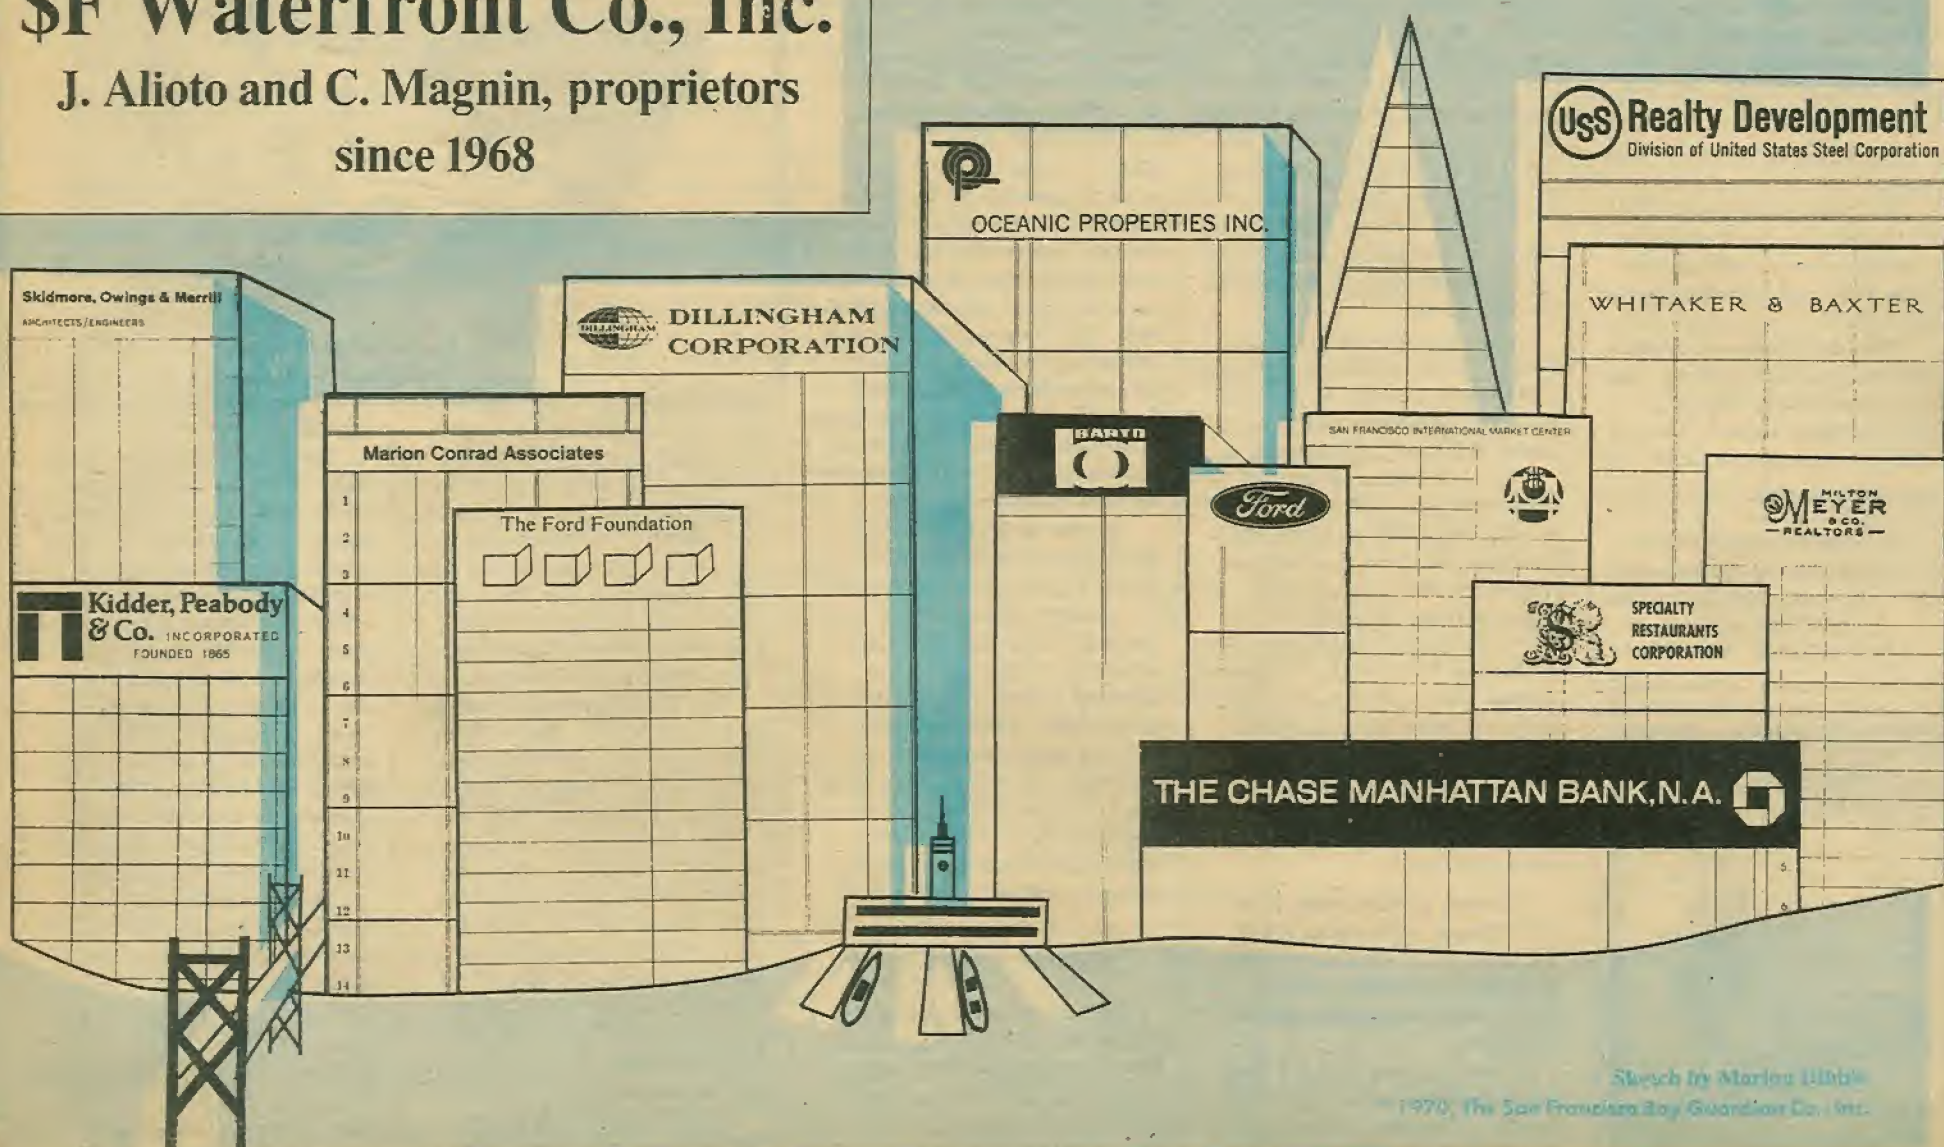 $F Waterfront Co., Inc.
J. Alioto and C. Magnin, proprietors
since 1968
OCEANIC PROPERTIES INC.
USS Realty Development
Division of United States Steel Corporation
WHITAKER & BAXTER
Skidmore, Owings & Merrill
ARCHITECTS/ENGINEERS
DILLINGHAM
DILLINGHAM
CORPORATION
Marion Conrad Associates
SAN FRANCISCO INTERNATIONAL MARKET CENTER
Ford
MILTON
MEYER
& CO.
REALTORS
The Ford Foundation
Kidder, Peabody
& Co. INCORPORATED
FOUNDED 1865
SPECIALTY
RESTAURANTS
CORPORATION
THE CHASE MANHATTAN BANK, N.A.
1
2
3
4
5
6
7
8
9
10
11
12
13
14
5
6
Sketch by Marion
1970, The San Francisco Bay Guardian Co., Inc.